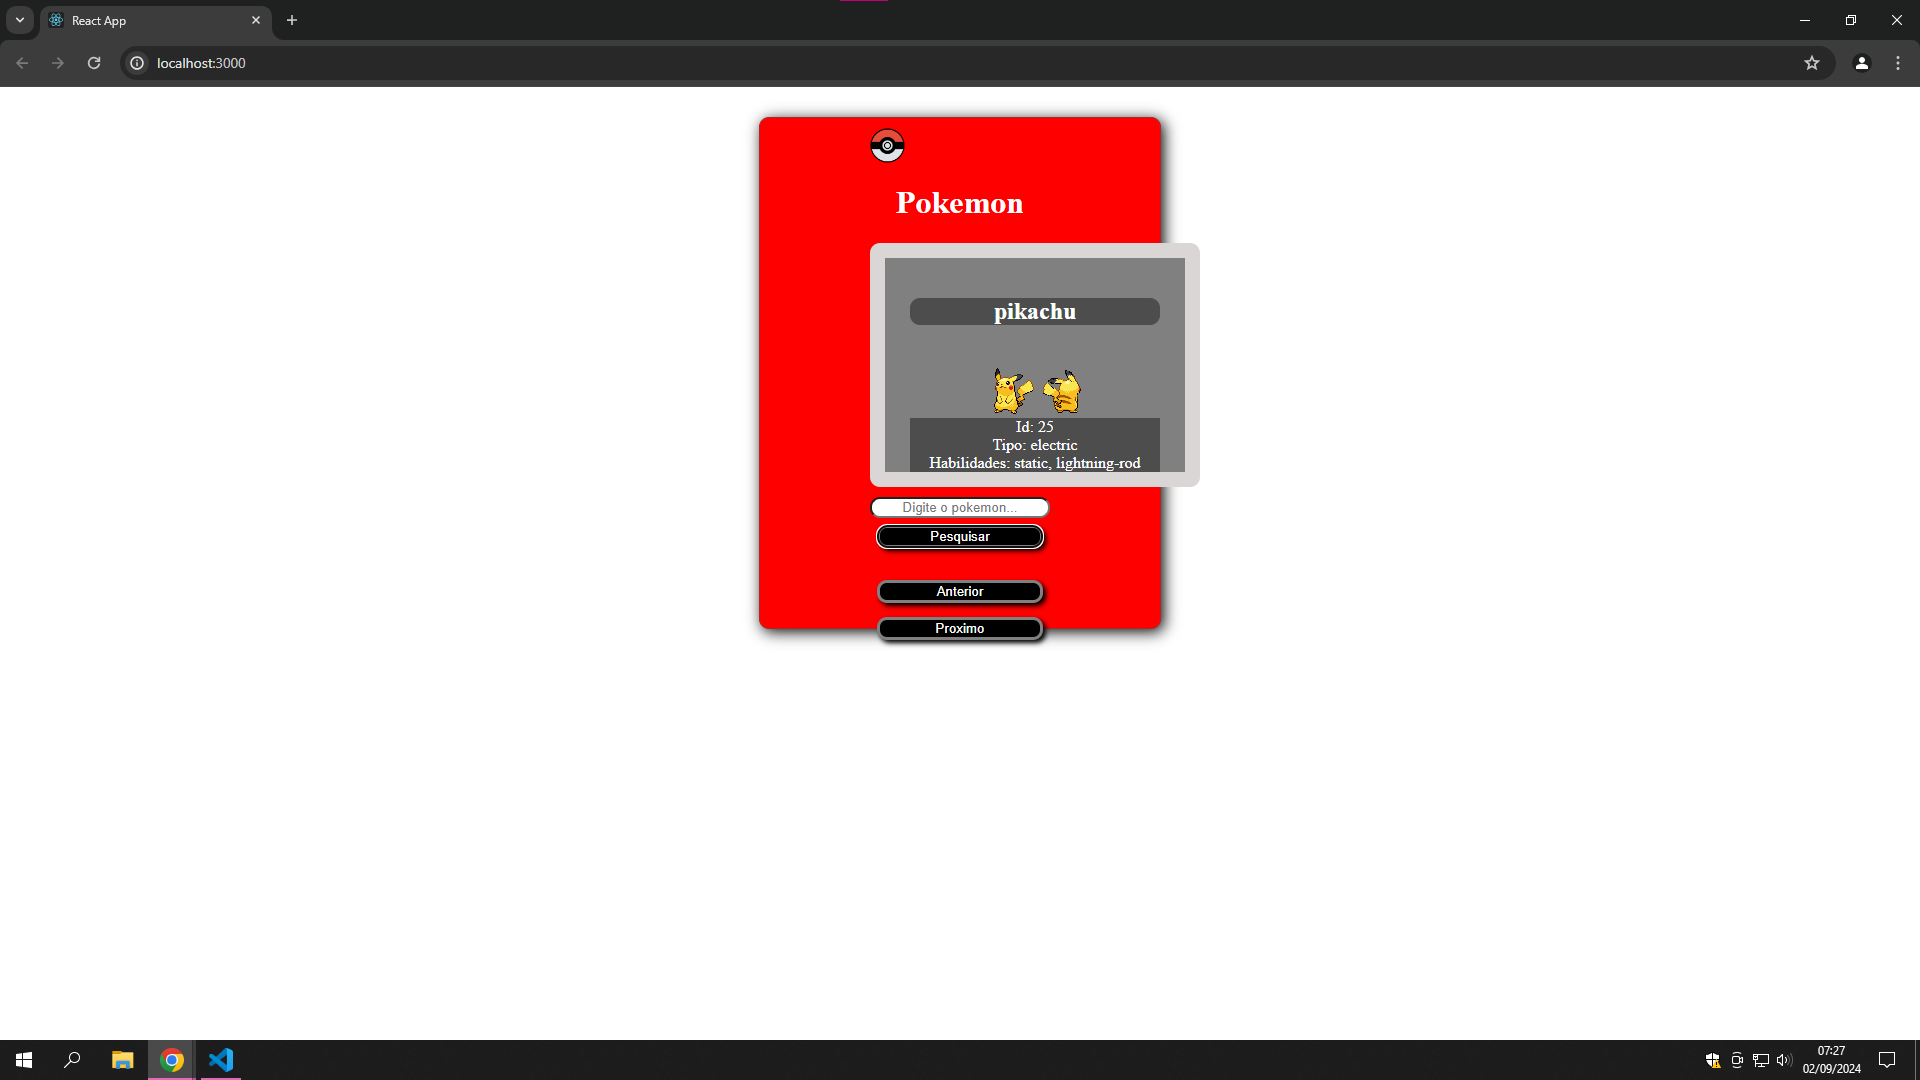 React App
localhost:3000
Pokemon
pikachu
Id: 25
Tipo: electric
Habilidades: static, lightning-rod
Digite o pokemon...
Pesquisar
Anterior
Proximo
07:27
02/09/2024